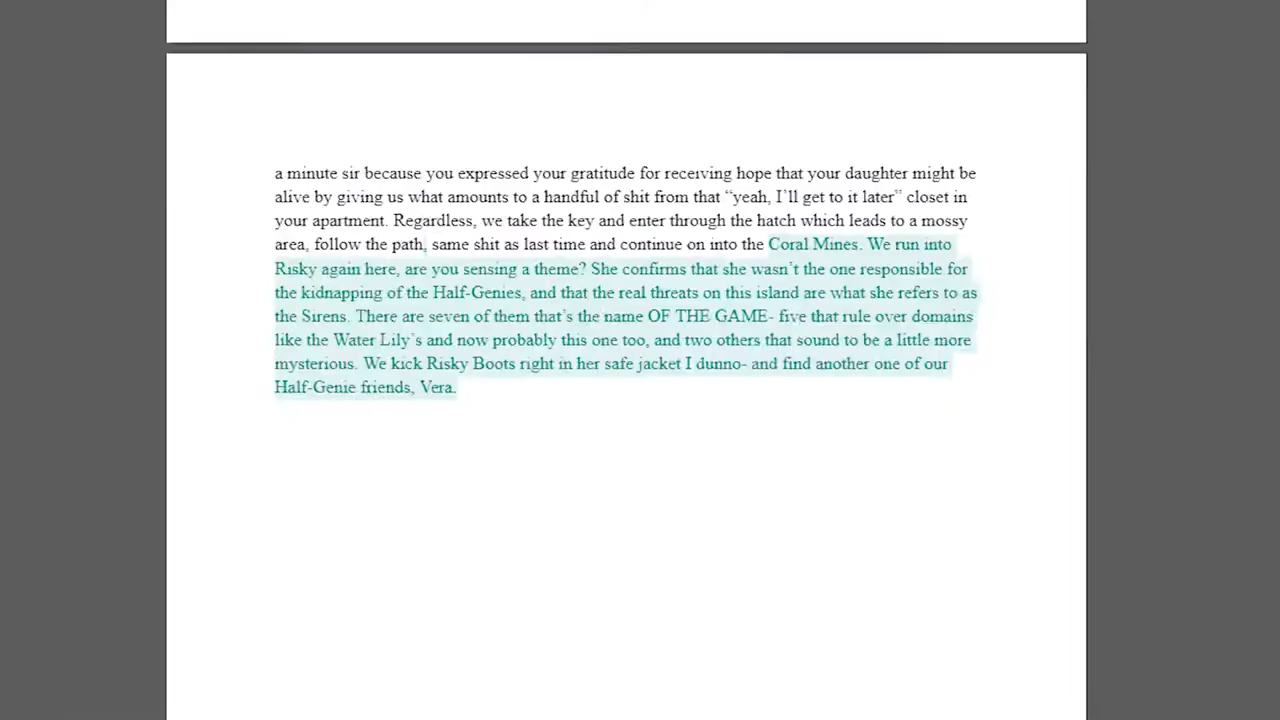 a minute sir because you expressed your gratitude for receiving hope that your daughter might be
alive by giving us what amounts to a handful of shit from that “yeah, I’ll get to it later” closet in
your apartment. Regardless, we take the key and enter through the hatch which leads to a mossy
area, follow the path, same shit as last time and continue on into the Coral Mines. We run into
Risky again here, are you sensing a theme? She confirms that she wasn’t the one responsible for
the kidnapping of the Half-Genies, and that the real threats on this island are what she refers to as
the Sirens. There are seven of them that’s the name OF THE GAME- five that rule over domains
like the Water Lily’s and now probably this one too, and two others that sound to be a little more
mysterious. We kick Risky Boots right in her safe jacket I dunno- and find another one of our
Half-Genie friends, Vera.